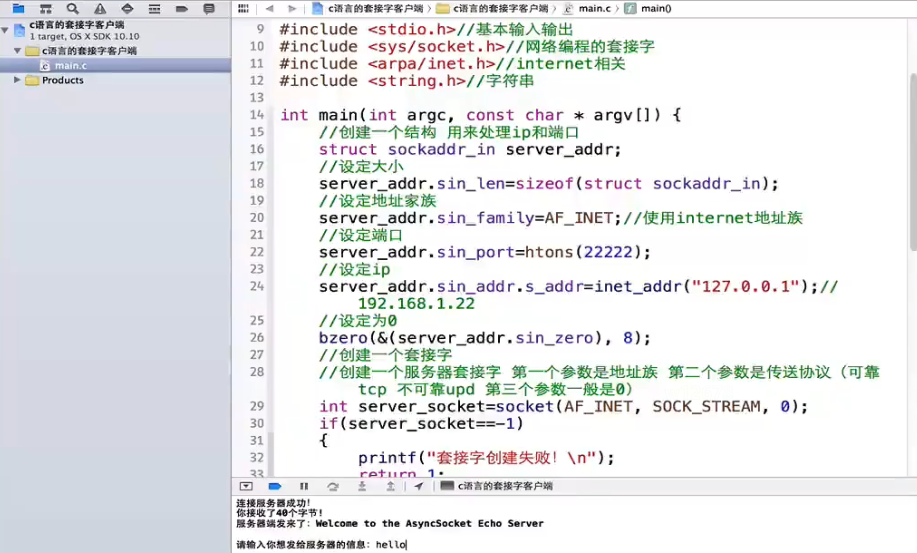 c语言的套接字客户端 c语言的套接字客户端 main.c main()
c语言的套接字客户端
1 target, OS X SDK 10.10
c语言的套接字客户端
main.c
Products
9 #include <stdio.h>//基本输入输出
10 #include <sys/socket.h>//网络编程的套接字
11 #include <arpa/inet.h>//internet相关
12 #include <string.h>//字符串
13
14 int main(int argc, const char * argv[]) {
15 //创建一个结构 用来处理ip和端口
16 struct sockaddr_in server_addr;
17 //设定大小
18 server_addr.sin_len=sizeof(struct sockaddr_in);
19 //设定地址家族
20 server_addr.sin_family=AF_INET;//使用internet地址族
21 //设定端口
22 server_addr.sin_port=htons(22222);
23 //设定ip
24 server_addr.sin_addr.s_addr=inet_addr("127.0.0.1");//
192.168.1.22
25 //设定为0
26 bzero(&(server_addr.sin_zero), 8);
27 //创建一个套接字
28 //创建一个服务器套接字 第一个参数是地址族 第二个参数是传送协议（可靠
tcp 不可靠upd 第三个参数一般是0）
29 int server_socket=socket(AF_INET, SOCK_STREAM, 0);
30 if(server_socket==-1)
31 {
32 printf("套接字创建失败！\n");
33 return 1;
c语言的套接字客户端
连接服务器成功！
你接收了40个字节！
服务器端发来了：Welcome to the AsyncSocket Echo Server
请输入你想发给服务器的信息：hello